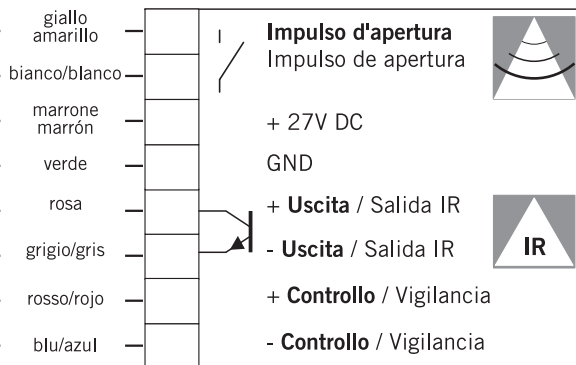 giallo
amarillo
Impulso d'apertura
bianco/blanco
Impulso de apertura
marrone
marrón
+ 27V DC
verde
GND
rosa
+ Uscita / Salida IR
grigio/gris
- Uscita / Salida IR
IR
rosso/rojo
+ Controllo / Vigilancia
blu/azul
- Controllo / Vigilancia